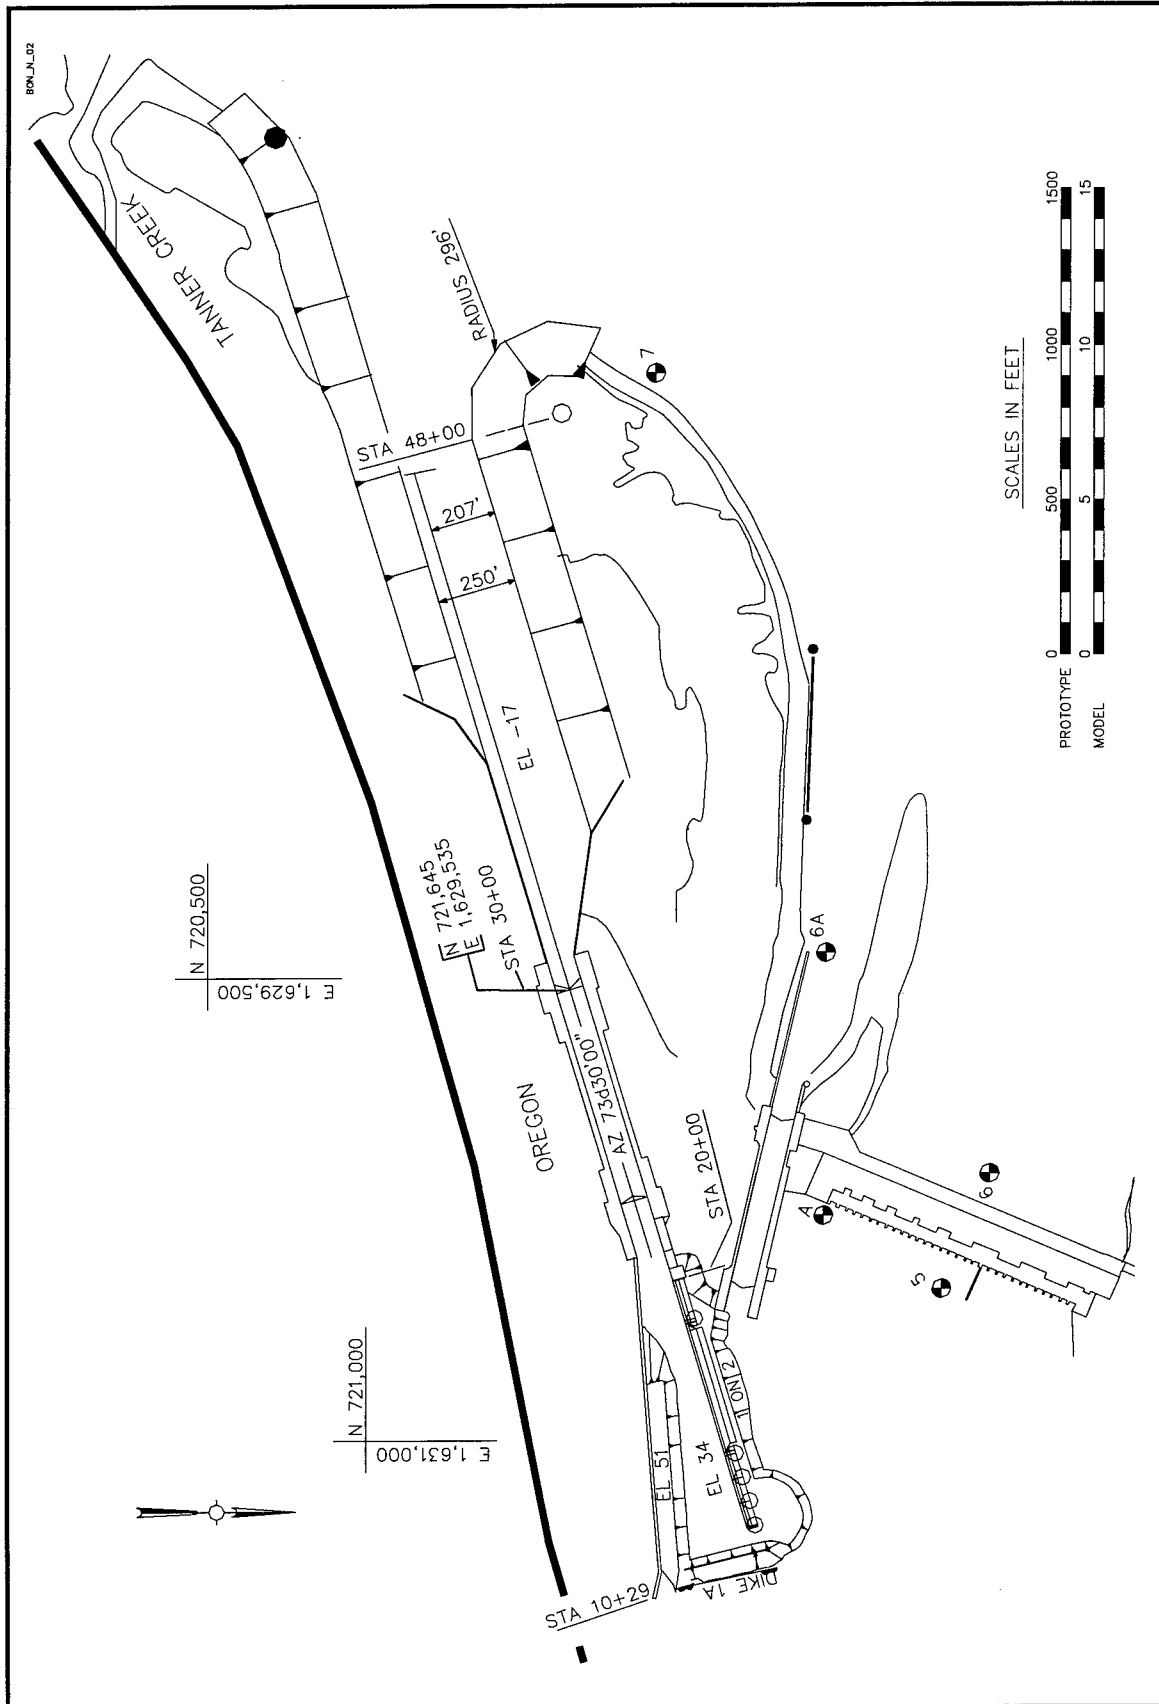 BON_N_02
TANNER CREEK
RADIUS 296'
STA 48+00
207'
250'
EL -17
7
N 721,645
E 1,629,535
STA 30+00
N 720,500
E 1,629,500
6A
OREGON
AZ 73d30'00"
STA 20+00
A
6
5
N 721,000
E 1,631,000
1 ON 2
EL 51
EL 34
DIKE 1A
STA 10+29
SCALES IN FEET
PROTOTYPE 0 500 1000 1500
MODEL 0 5 10 15